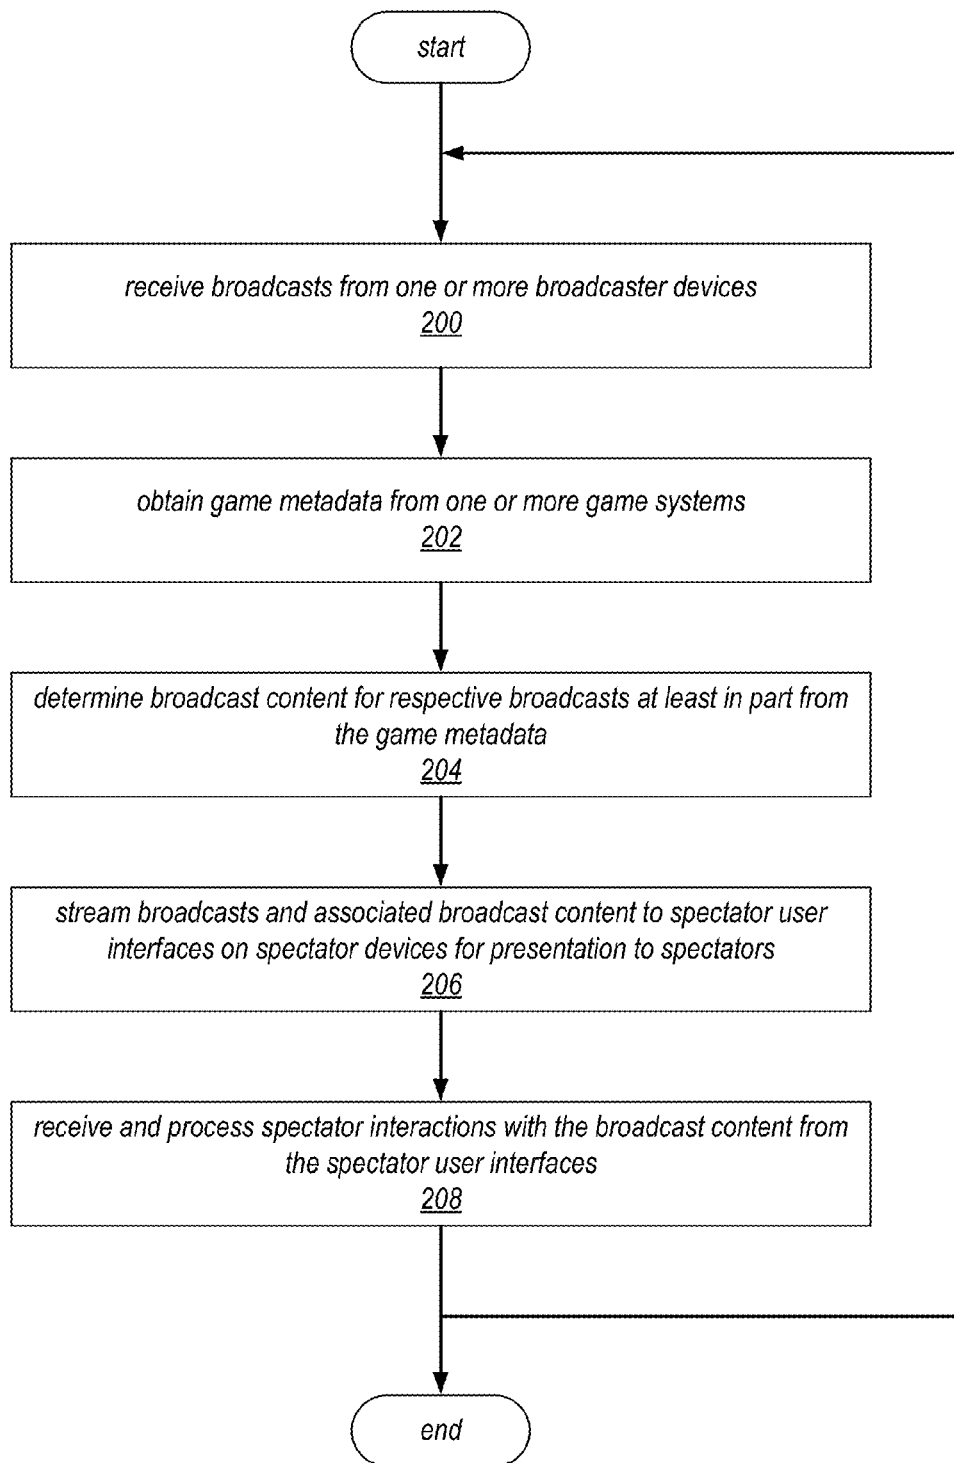 start
receive broadcasts from one or more broadcaster devices
200
obtain game metadata from one or more game systems
202
determine broadcast content for respective broadcasts at least in part from
the game metadata
204
stream broadcasts and associated broadcast content to spectator user
interfaces on spectator devices for presentation to spectators
206
receive and process spectator interactions with the broadcast content from
the spectator user interfaces
208
end